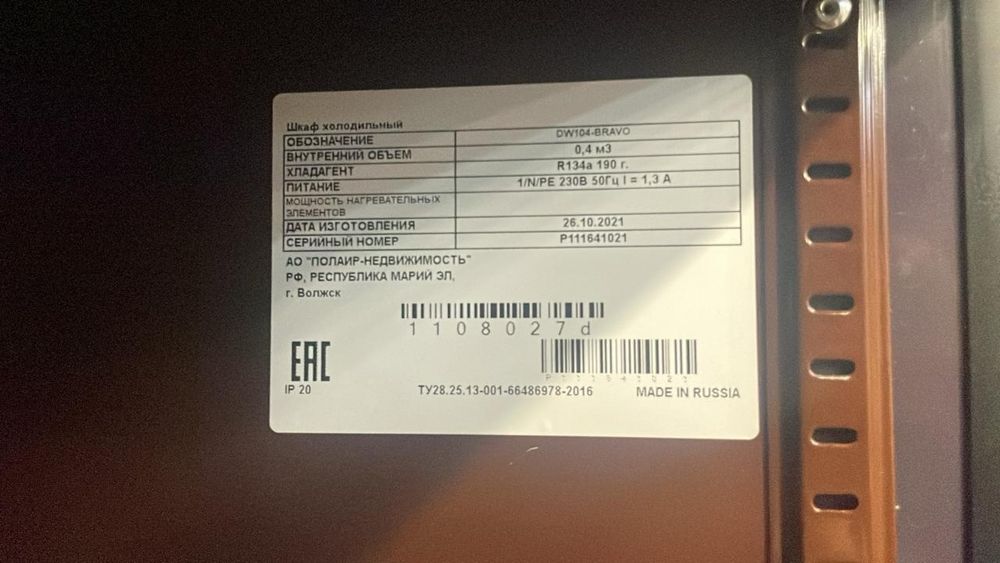 Шкаф холодильный
ОБОЗНАЧЕНИЕ DW104-BRAVO
ВНУТРЕННИЙ ОБЪЕМ 0,4 м3
ХЛАДАГЕНТ R134a 190 г.
ПИТАНИЕ 1/N/PE 230В 50Гц I = 1,3 А
МОЩНОСТЬ НАГРЕВАТЕЛЬНЫХ
ЭЛЕМЕНТОВ
ДАТА ИЗГОТОВЛЕНИЯ 26.10.2021
СЕРИЙНЫЙ НОМЕР P111641021
АО "ПОЛАИР-НЕДВИЖИМОСТЬ"
РФ, РЕСПУБЛИКА МАРИЙ ЭЛ,
г. Волжск
1108027d
P111641021
EAC
IP 20 ТУ28.25.13-001-66486978-2016 MADE IN RUSSIA